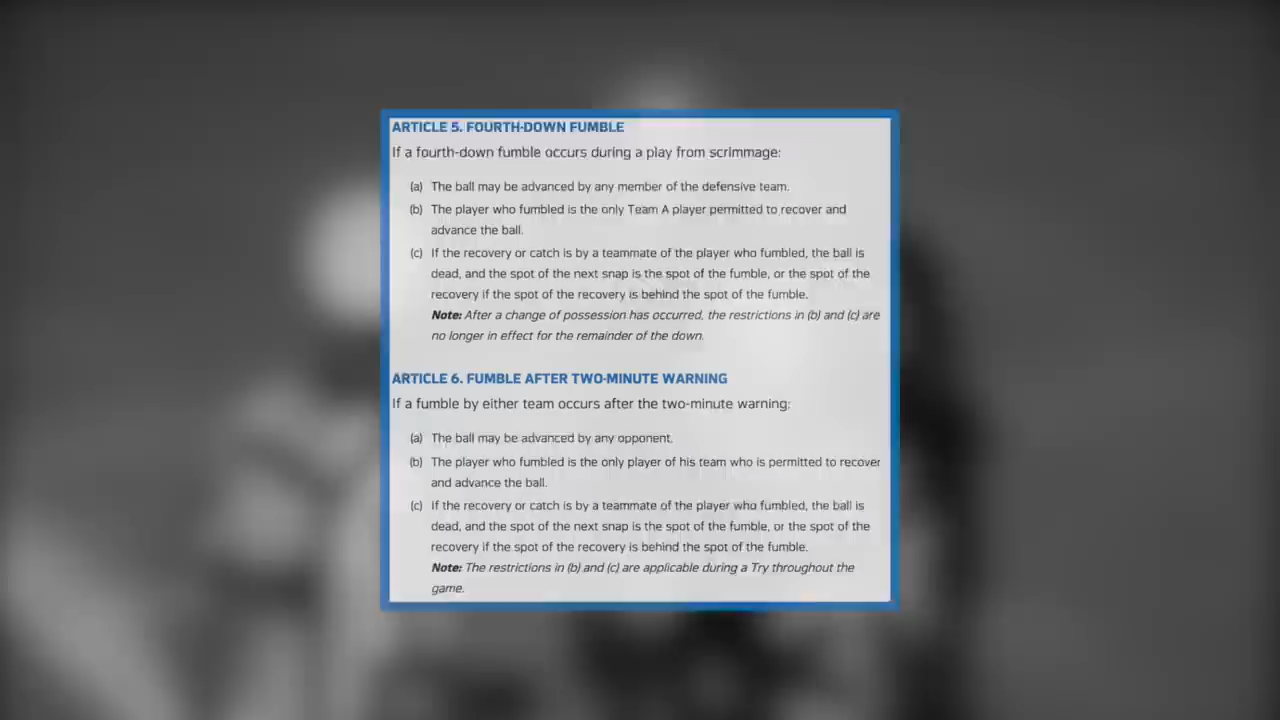 ARTICLE 5. FOURTH-DOWN FUMBLE
If a fourth-down fumble occurs during a play from scrimmage:
(a) The ball may be advanced by any member of the defensive team.
(b) The player who fumbled is the only Team A player permitted to recover and
advance the ball.
(c) If the recovery or catch is by a teammate of the player who fumbled, the ball is
dead, and the spot of the next snap is the spot of the fumble, or the spot of the
recovery if the spot of the recovery is behind the spot of the fumble.
Note: After a change of possession has occurred, the restrictions in (b) and (c) are
no longer in effect for the remainder of the down.
ARTICLE 6. FUMBLE AFTER TWO-MINUTE WARNING
If a fumble by either team occurs after the two-minute warning:
(a) The ball may be advanced by any opponent.
(b) The player who fumbled is the only player of his team who is permitted to recover
and advance the ball.
(c) If the recovery or catch is by a teammate of the player who fumbled, the ball is
dead, and the spot of the next snap is the spot of the fumble, or the spot of the
recovery if the spot of the recovery is behind the spot of the fumble.
Note: The restrictions in (b) and (c) are applicable during a Try throughout the
game.